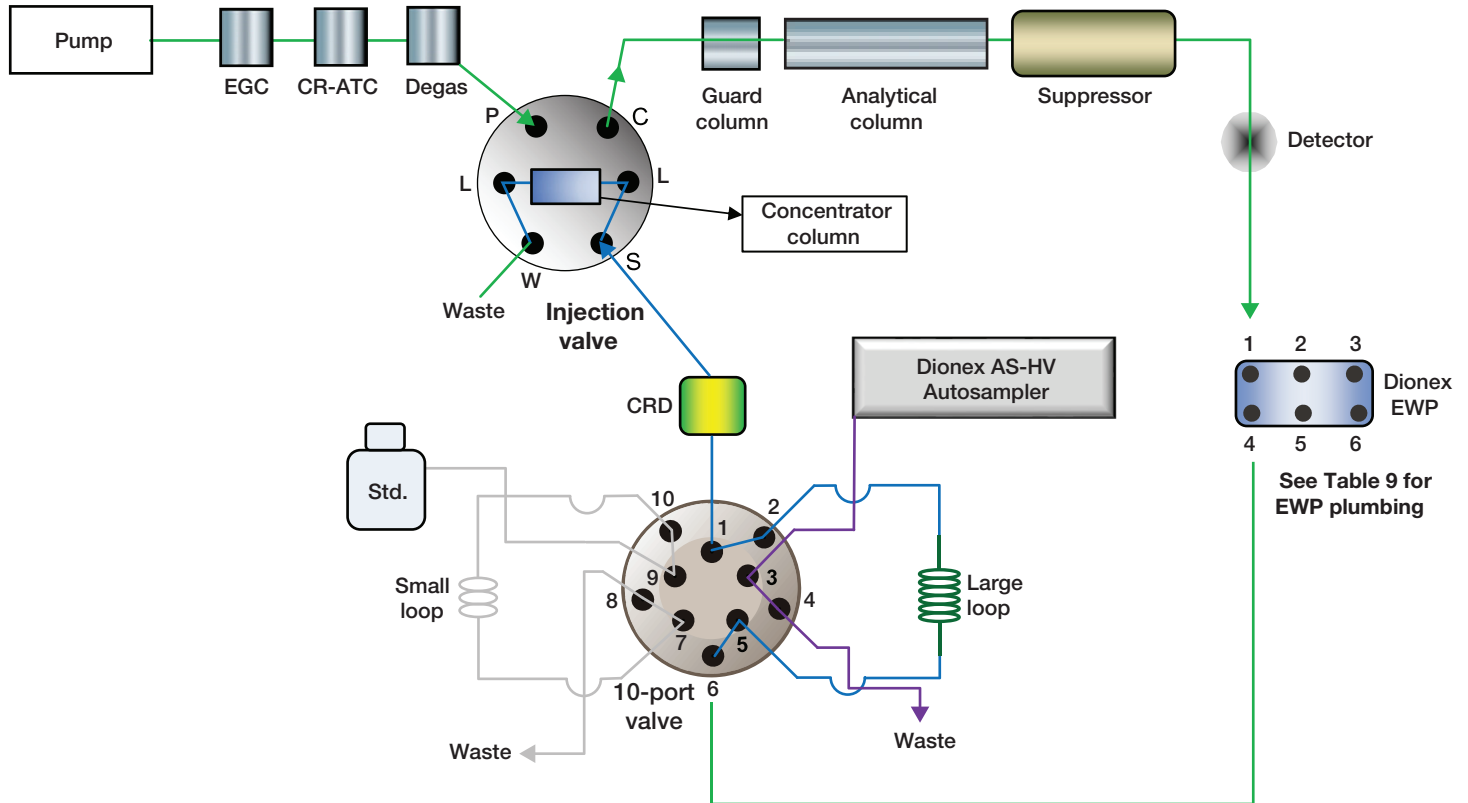 Pump
EGC
CR-ATC
Degas
Guard
column
Analytical
column
Suppressor
Detector
P
C
L
L
W
S
Concentrator
column
Waste
Injection
valve
CRD
Dionex AS-HV
Autosampler
1
2
3
Dionex
EWP
4
5
6
See Table 9 for
EWP plumbing
Std.
10
1
2
9
3
8
4
7
5
6
Small
loop
Large
loop
10-port
valve
Waste
Waste